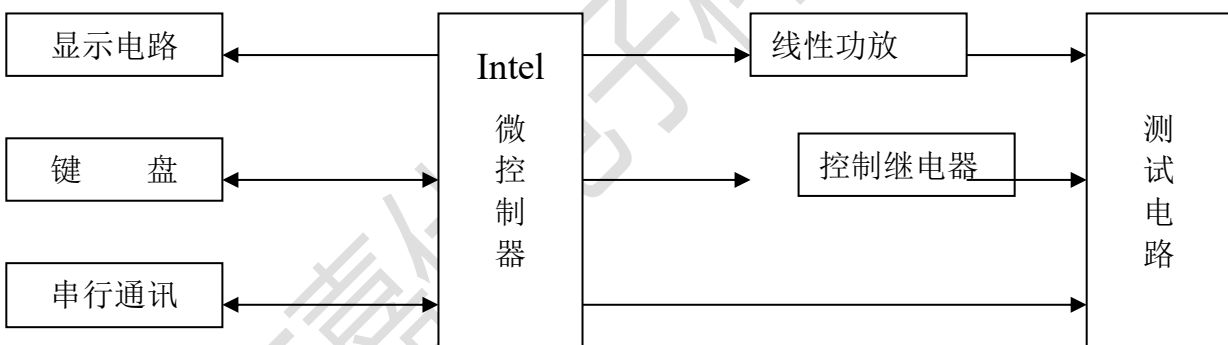 显示电路
键 盘
串行通讯
Intel
微
控
制
器
线性功放
控制继电器
测
试
电
路